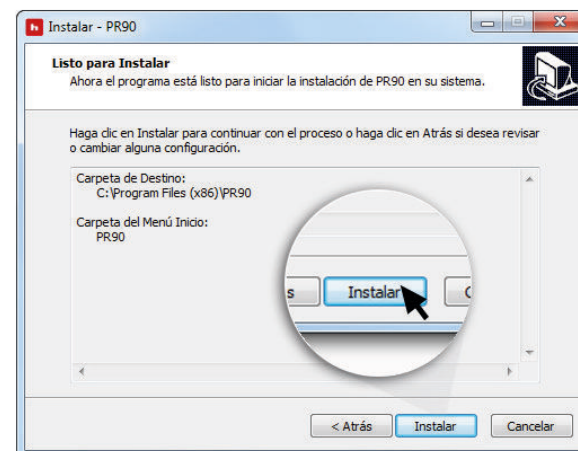 Instalar - PR90
Listo para Instalar
Ahora el programa está listo para iniciar la instalación de PR90 en su sistema.
Haga clic en Instalar para continuar con el proceso o haga clic en Atrás si desea revisar
o cambiar alguna configuración.
Carpeta de Destino:
C:\Program Files (x86)\PR90
Carpeta del Menú Inicio:
PR90
s Instalar C
< Atrás Instalar Cancelar